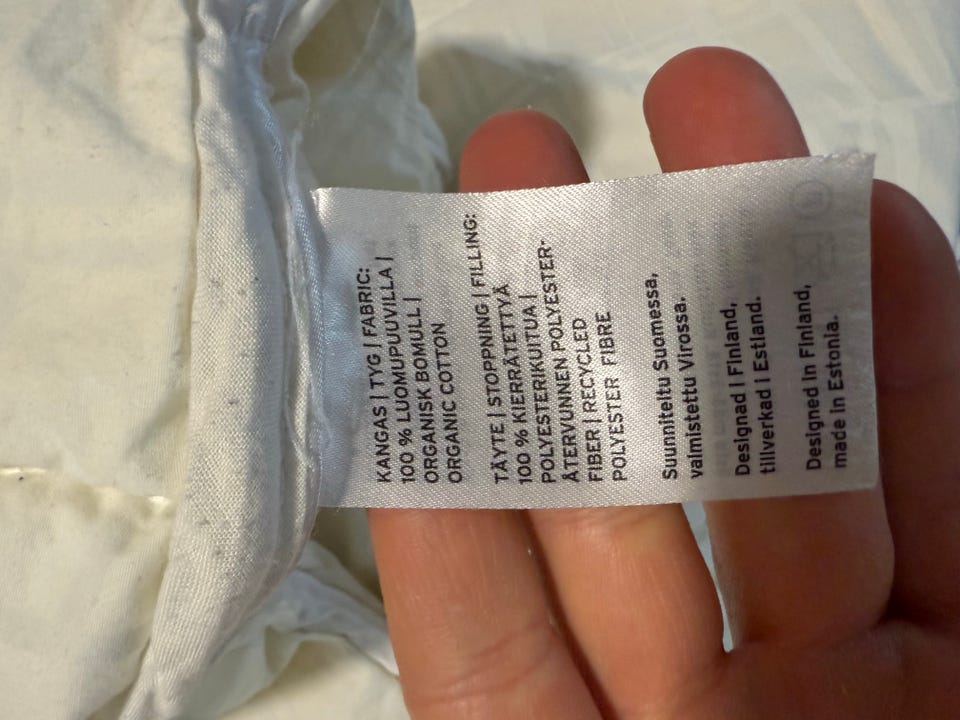 KANGAS | TYG | FABRIC:
100 % LUOMUPUUVILLA |
ORGANISK BOMULL |
ORGANIC COTTON
TÄYTE | STOPPNING | FILLING:
100 % KIERRÄTETTYÄ
POLYESTERIKUITUA |
ÅTERVUNNEN POLYESTER-
FIBER | RECYCLED
POLYESTER FIBRE
Suunniteltu Suomessa,
valmistettu Virossa.
Designad i Finland,
tillverkad i Estland.
Designed in Finland,
made in Estonia.